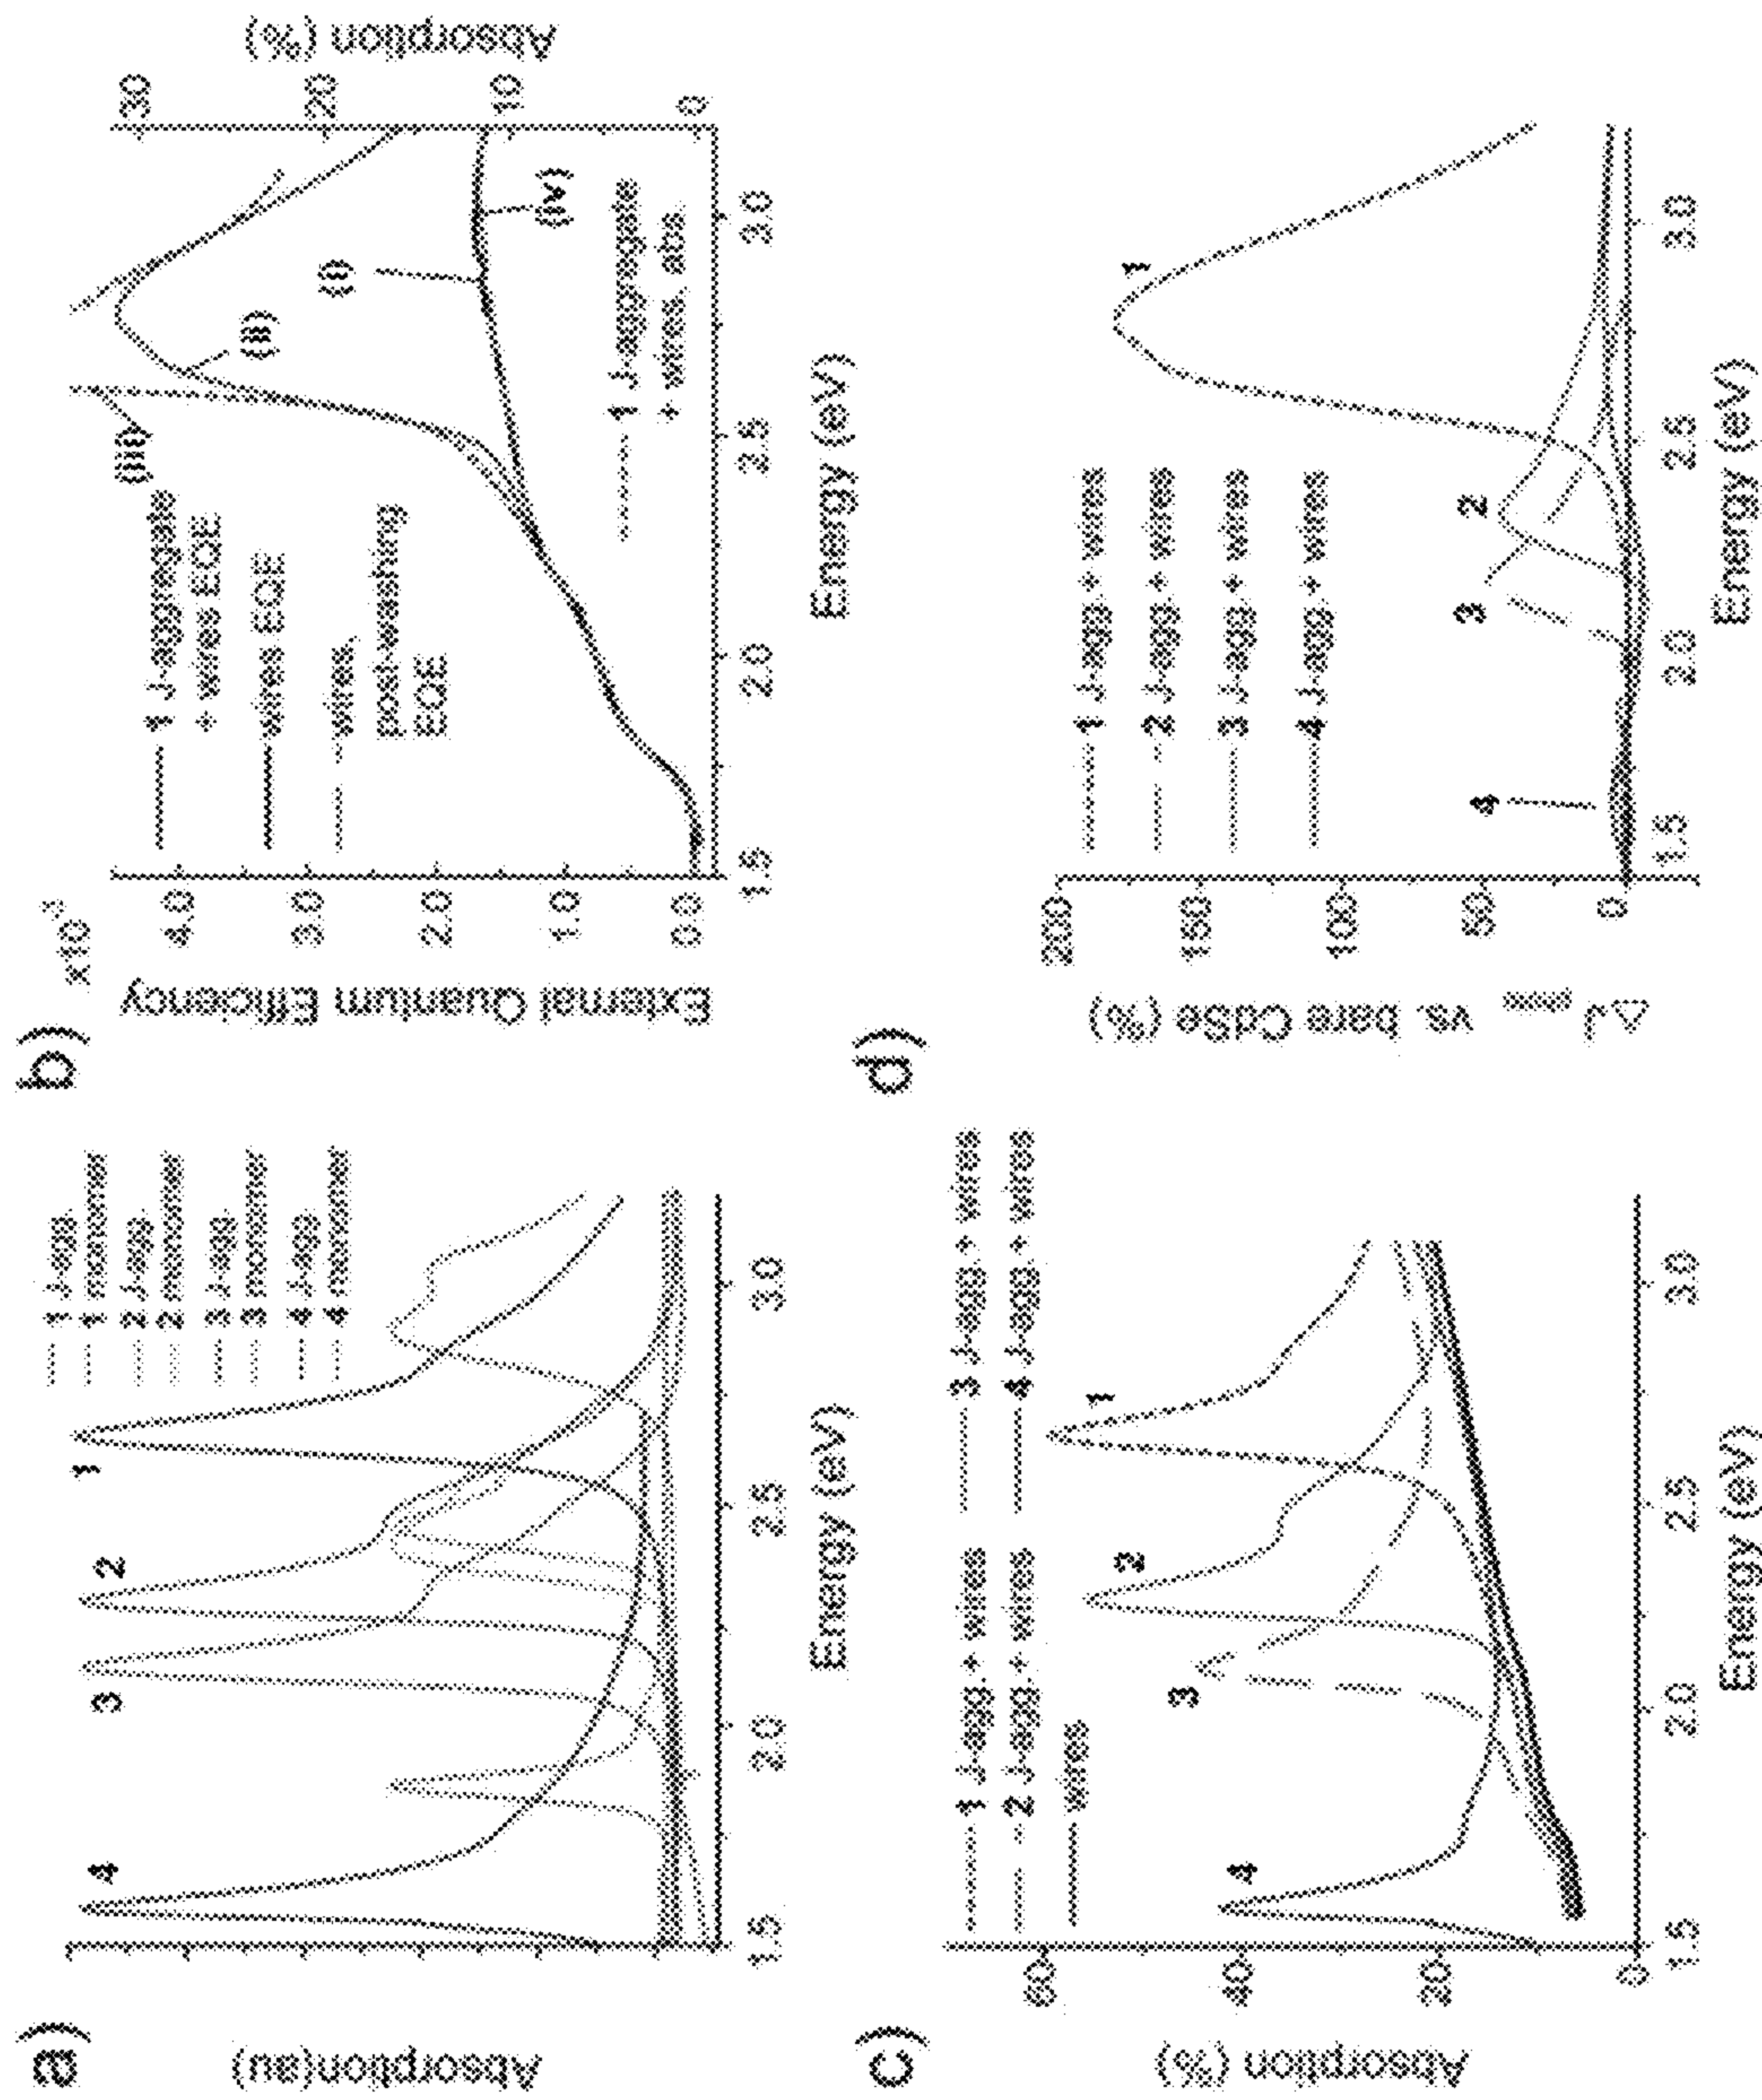 a)
Absorption(au)
1 J-agg.
1 monomer
2 J-agg.
2 monomer
3 J-agg.
3 monomer
4 J-agg.
4 monomer
4
3
2
1
1.5
2.0
2.5
3.0
Energy (eV)
b)
x10-3
External Quantum Efficiency
4.0
3.0
2.0
1.0
0.0
1 J-aggregate
+ wires EQE
wires EQE
wires,
post-washing
EQE
(iii)
(ii)
(i)
(iv)
1 J-aggregate
+ wires, abs.
30
20
10
0
Absorption (%)
1.5
2.0
2.5
3.0
Energy (eV)
c)
Absorption (%)
60
40
20
0
1 J-agg.+ wires
2 J-agg.+ wires
wires
3 J-agg.+ wires
4 J-agg.+ wires
4
3
2
1
1.5
2.0
2.5
3.0
Energy (eV)
d)
vs. bare CdSe (%)
200
150
100
50
0
1 J-agg.+ wires
2 J-agg.+ wires
3 J-agg.+ wires
4 J-agg.+ wires
4
3
2
1
1.5
2.0
2.5
3.0
Energy (eV)